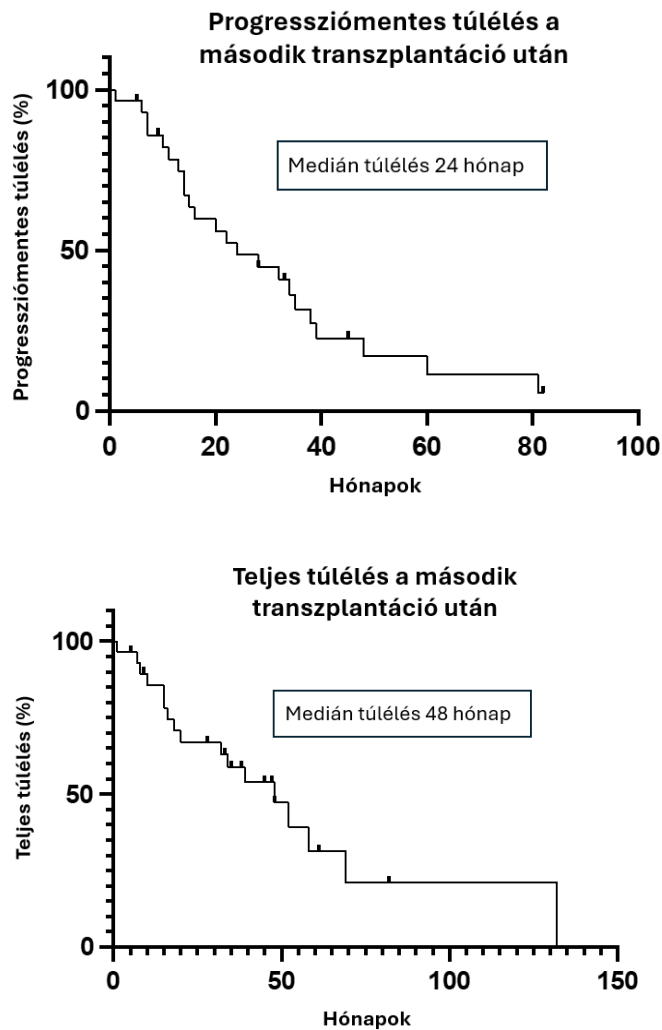 Progressziómentes túlélés a
második transzplantáció után
Progressziómentes túlélés (%)
100
50
0
Medián túlélés 24 hónap
0 20 40 60 80 100
Hónapok
Teljes túlélés a második
transzplantáció után
Teljes túlélés (%)
100
50
0
Medián túlélés 48 hónap
0 50 100 150
Hónapok